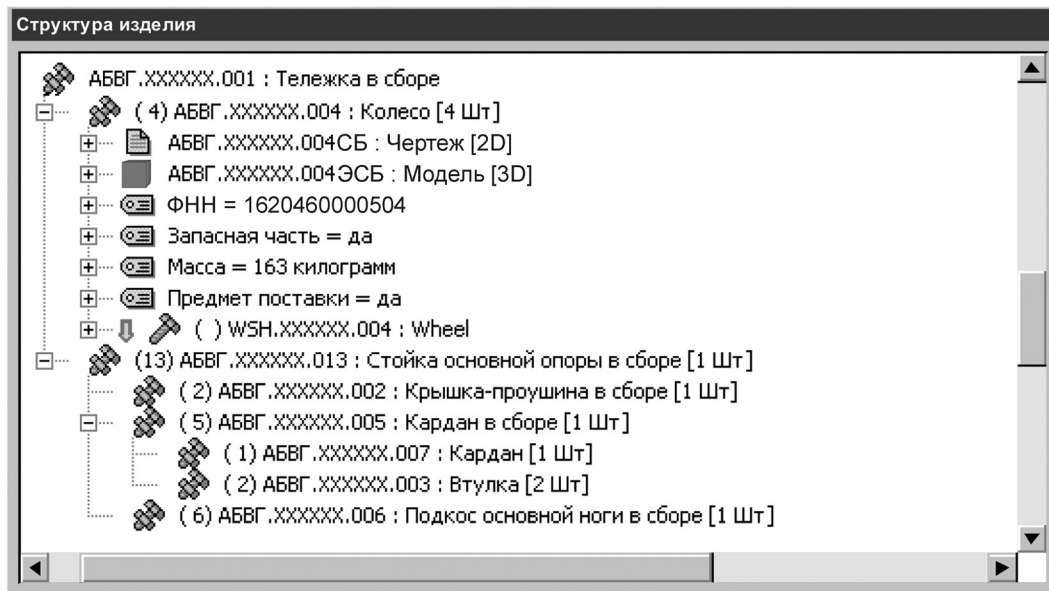 Структура изделия
АБВГ.XXXXXX.001 : Тележка в сборе
( 4) АБВГ.XXXXXX.004 : Колесо [4 Шт]
АБВГ.XXXXXX.004СБ : Чертеж [2D]
АБВГ.XXXXXX.004ЭСБ : Модель [3D]
ФНН = 1620460000504
Запасная часть = да
Масса = 163 килограмм
Предмет поставки = да
( ) WSH.XXXXXX.004 : Wheel
(13) АБВГ.XXXXXX.013 : Стойка основной опоры в сборе [1 Шт]
( 2) АБВГ.XXXXXX.002 : Крышка-проушина в сборе [1 Шт]
( 5) АБВГ.XXXXXX.005 : Кардан в сборе [1 Шт]
( 1) АБВГ.XXXXXX.007 : Кардан [1 Шт]
( 2) АБВГ.XXXXXX.003 : Втулка [2 Шт]
( 6) АБВГ.XXXXXX.006 : Подкос основной ноги в сборе [1 Шт]